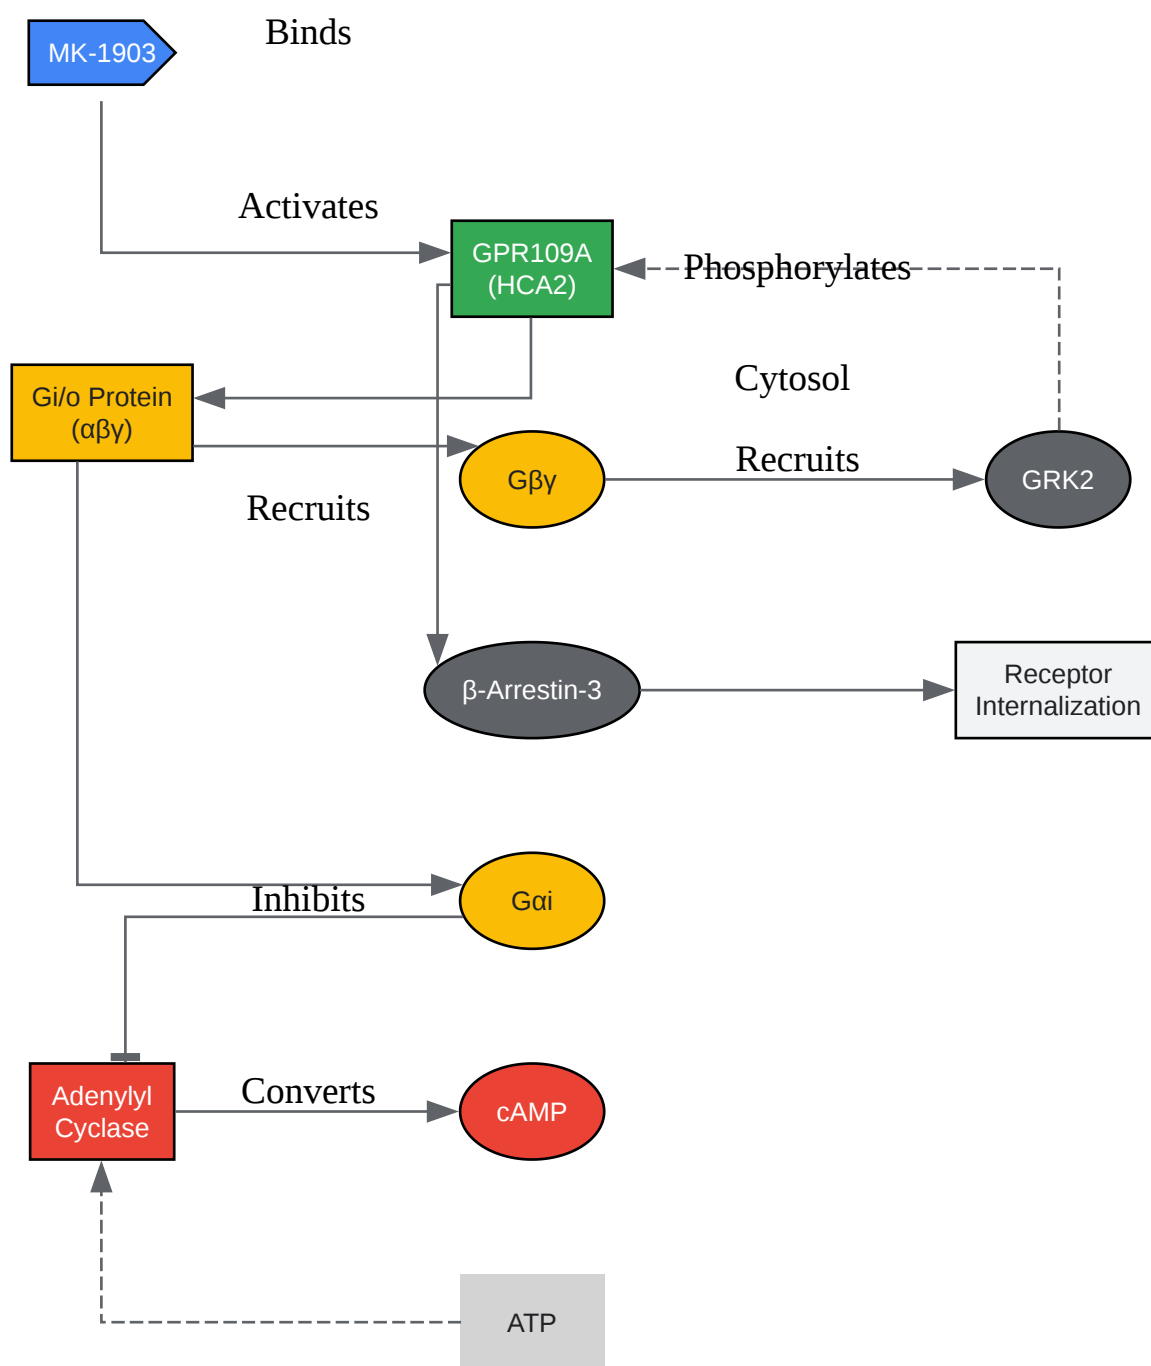 Binds
MK-1903
Activates
GPR109A
(HCA2)
Phosphorylates
Cytosol
Gi/o Protein
(αβγ)
Recruits
Gβγ
GRK2
Recruits
Receptor
Internalization
β-Arrestin-3
Inhibits
Gαi
Converts
Adenylyl
Cyclase
cAMP
ATP